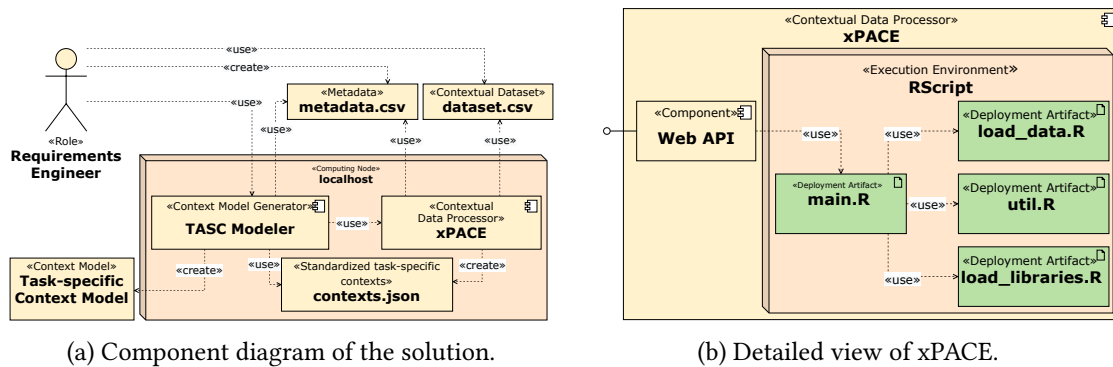 «use»
«create»
«use»
«Role»
Requirements
Engineer
«Metadata»
metadata.csv
«Contextual Dataset»
dataset.csv
«use»
«use»
«use»
«Computing Node»
localhost
«Context Model Generator»
TASC Modeler
«use»
«Contextual
Data Processor»
xPACE
«create»
«use»
«create»
«Context Model»
Task-specific
Context Model
«Standardized task-specific
contexts»
contexts.json
(a) Component diagram of the solution.
«Contextual Data Processor»
xPACE
«Execution Environment»
RScript
«Component»
Web API
«use»
«use»
«Deployment Artifact»
load_data.R
«Deployment Artifact»
main.R
«use»
«Deployment Artifact»
util.R
«use»
«Deployment Artifact»
load_libraries.R
(b) Detailed view of xPACE.